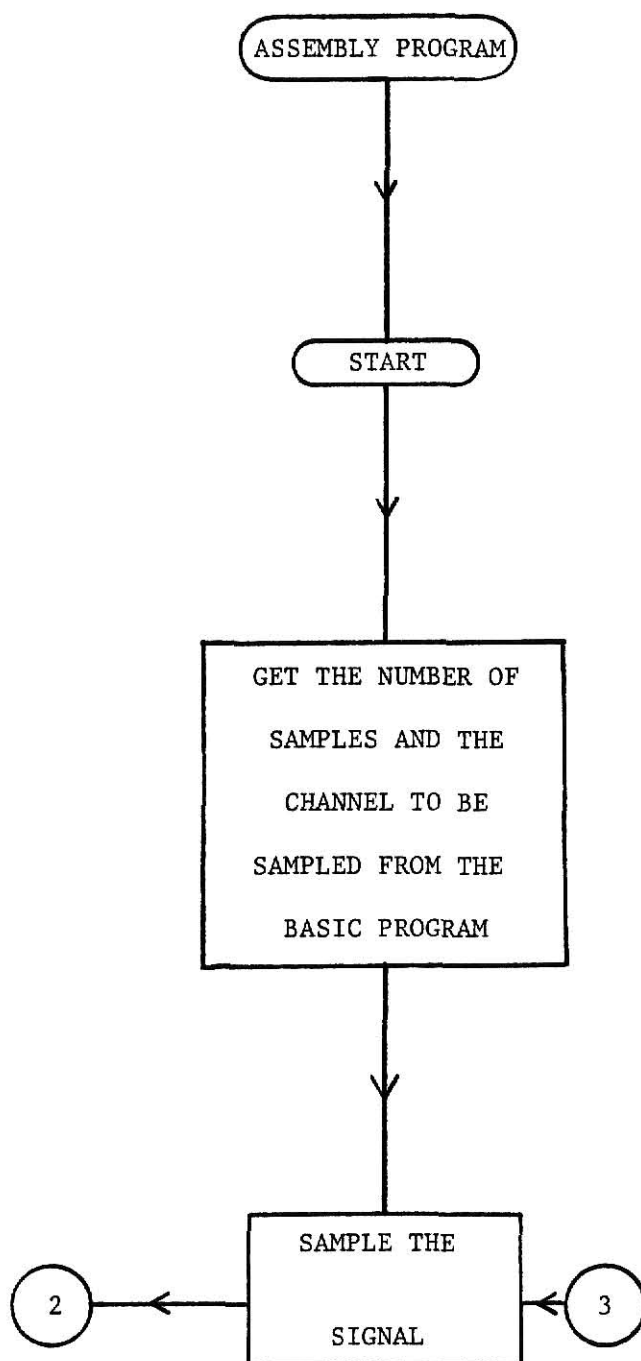 ASSEMBLY PROGRAM
START
GET THE NUMBER OF
SAMPLES AND THE
CHANNEL TO BE
SAMPLED FROM THE
BASIC PROGRAM
SAMPLE THE
2
3
SIGNAL